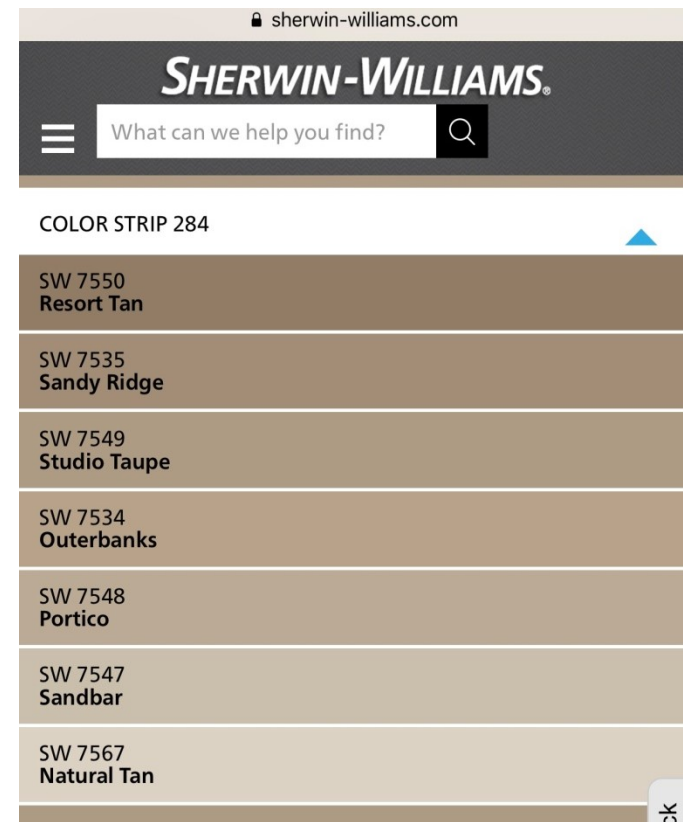 sherwin-williams.com
SHERWIN-WILLIAMS®
What can we help you find?
COLOR STRIP 284
SW 7550
Resort Tan
SW 7535
Sandy Ridge
SW 7549
Studio Taupe
SW 7534
Outerbanks
SW 7548
Portico
SW 7547
Sandbar
SW 7567
Natural Tan